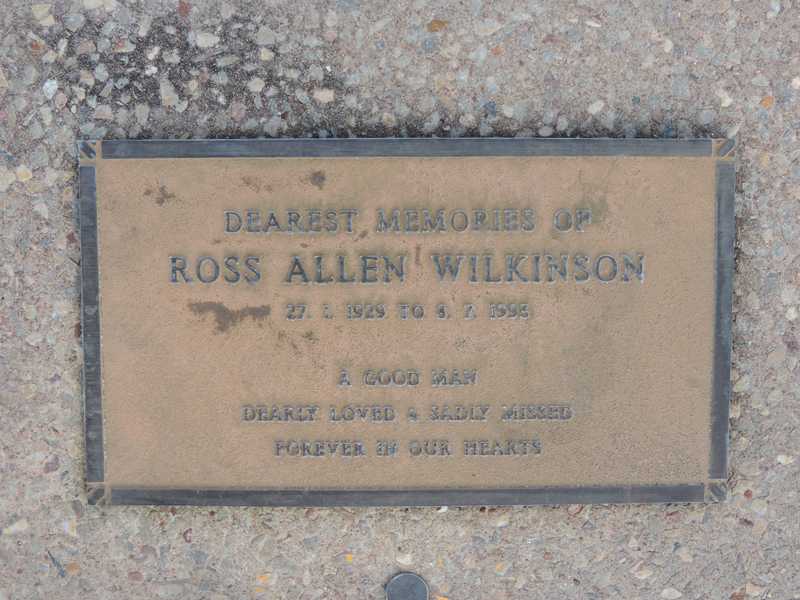 DEAREST MEMORIES OF
ROSS ALLEN WILKINSON
27. 1. 1929 TO 8. 7. 1993
A GOOD MAN
DEARLY LOVED & SADLY MISSED
FOREVER IN OUR HEARTS